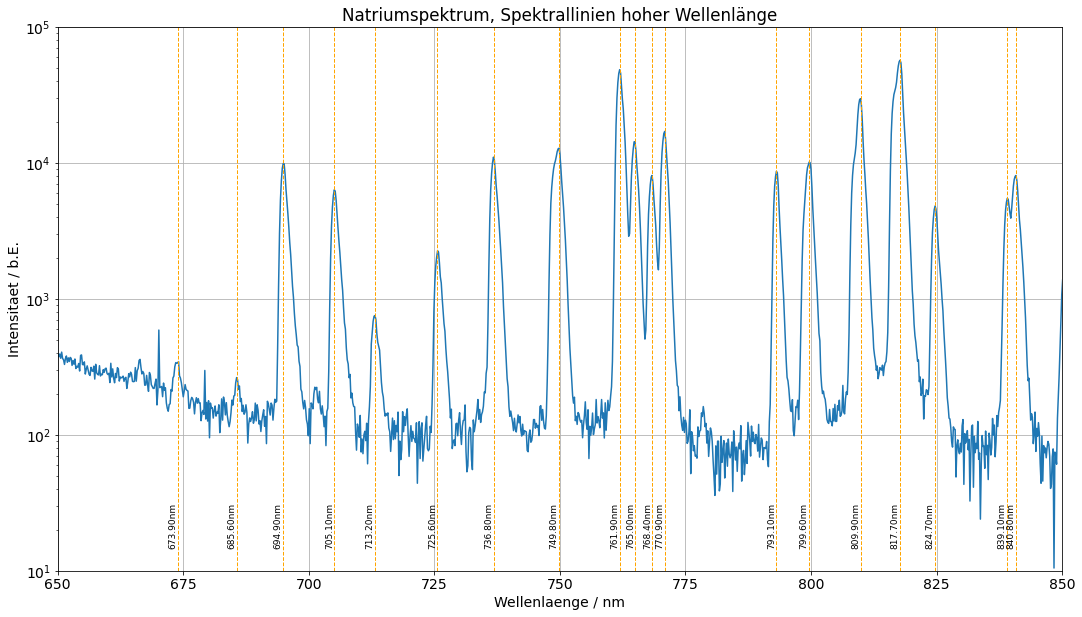 Natriumspektrum, Spektrallinien hoher Wellenlänge
Intensitaet / b.E.
10^5
10^4
10^3
10^2
10^1
673.90nm
685.60nm
694.90nm
705.10nm
713.20nm
725.60nm
736.80nm
749.80nm
761.90nm
765.00nm
768.40nm
770.90nm
793.10nm
799.60nm
809.90nm
817.70nm
824.70nm
839.10nm
840.80nm
650 675 700 725 750 775 800 825 850
Wellenlaenge / nm